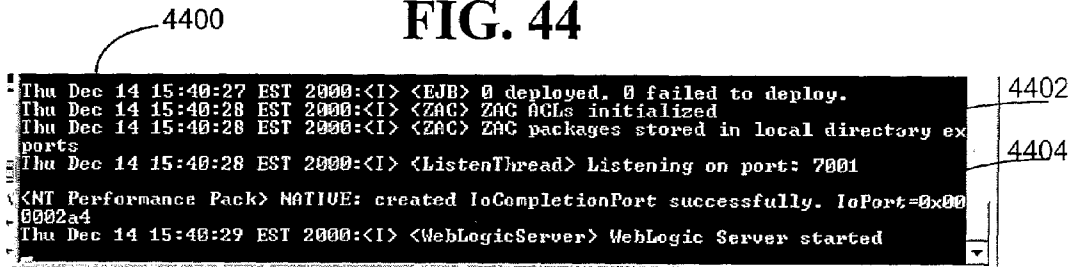 4400
FIG. 44
Thu Dec 14 15:40:27 EST 2000:<I> <EJB> 0 deployed, 0 failed to deploy.
Thu Dec 14 15:40:28 EST 2000:<I> <ZAC> ZAC ACLs initialized
4402
Thu Dec 14 15:40:28 EST 2000:<I> <ZAC> ZAC packages stored in local directory ex
ports
Thu Dec 14 15:40:28 EST 2000:<I> <ListenThread> Listening on port: 7001
4404
<NT Performance Pack> NATIVE: created IoCompletionPort successfully. IoPort=0x00
0002a4
Thu Dec 14 15:40:29 EST 2000:<I> <WebLogicServer> WebLogic Server started